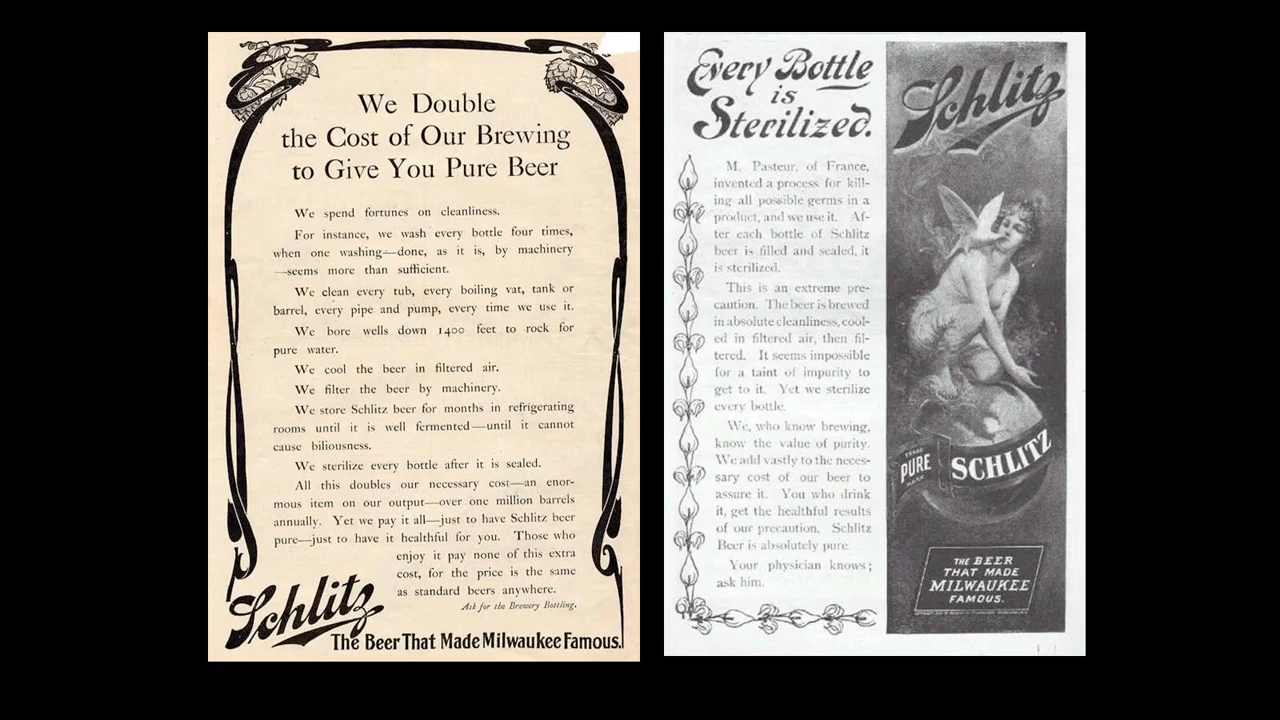 We Double
the Cost of Our Brewing
to Give You Pure Beer
We spend fortunes on cleanliness.
For instance, we wash every bottle four times,
when one washing—done, as it is, by machinery
—seems more than sufficient.
We clean every tub, every boiling vat, tank or
barrel, every pipe and pump, every time we use it.
We bore wells down 1400 feet to rock for
pure water.
We cool the beer in filtered air.
We filter the beer by machinery.
We store Schlitz beer for months in refrigerating
rooms until it is well fermented—until it cannot
cause biliousness.
We sterilize every bottle after it is sealed.
All this doubles our necessary cost—an enor-
mous item on our output—over one million barrels
annually. Yet we pay it all—just to have Schlitz beer
pure—just to have it healthful for you. Those who
enjoy it pay none of this extra
cost, for the price is the same
as standard beers anywhere.
Ask for the Brewery Bottling.
Schlitz
The Beer That Made Milwaukee Famous.
Every Bottle
is
Sterilized.
M. Pasteur, of France,
invented a process for kill-
ing all possible germs in a
product, and we use it. Af-
ter each bottle of Schlitz
beer is filled and sealed, it
is sterilized.
This is an extreme pre-
caution. The beer is brewed
in absolute cleanliness, cool-
ed in filtered air, then fil-
tered. It seems impossible
for a taint of impurity to
get to it. Yet we sterilize
every bottle.
We, who know brewing,
know the value of purity.
We add vastly to the neces-
sary cost of our beer to
assure it. You who drink
it, get the healthful results
of our precaution. Schlitz
Beer is absolutely pure.
Your physician knows;
ask him.
Schlitz
TRADE
PURE
MARK
SCHLITZ
THE BEER
THAT MADE
MILWAUKEE
FAMOUS.